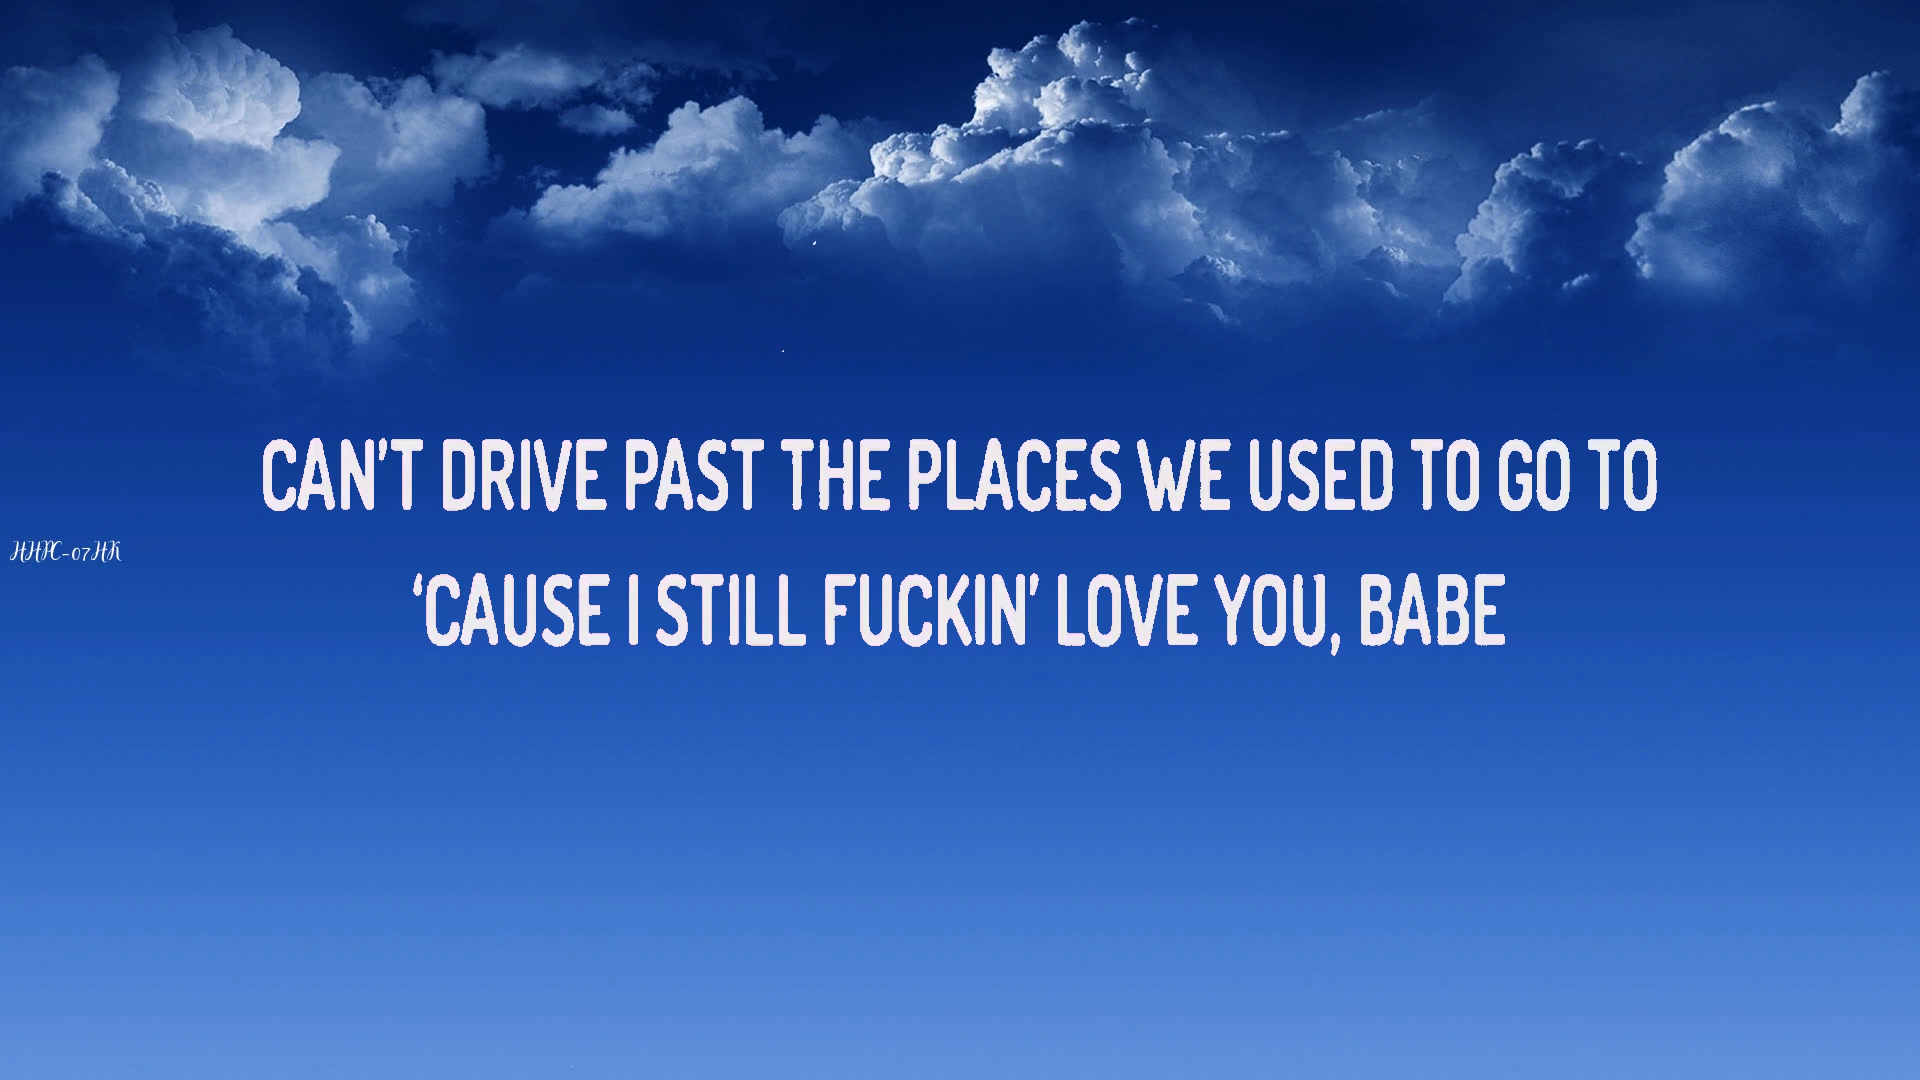 CAN'T DRIVE PAST THE PLACES WE USED TO GO TO
HHPC-07HK
'CAUSE I STILL FUCKIN' LOVE YOU, BABE